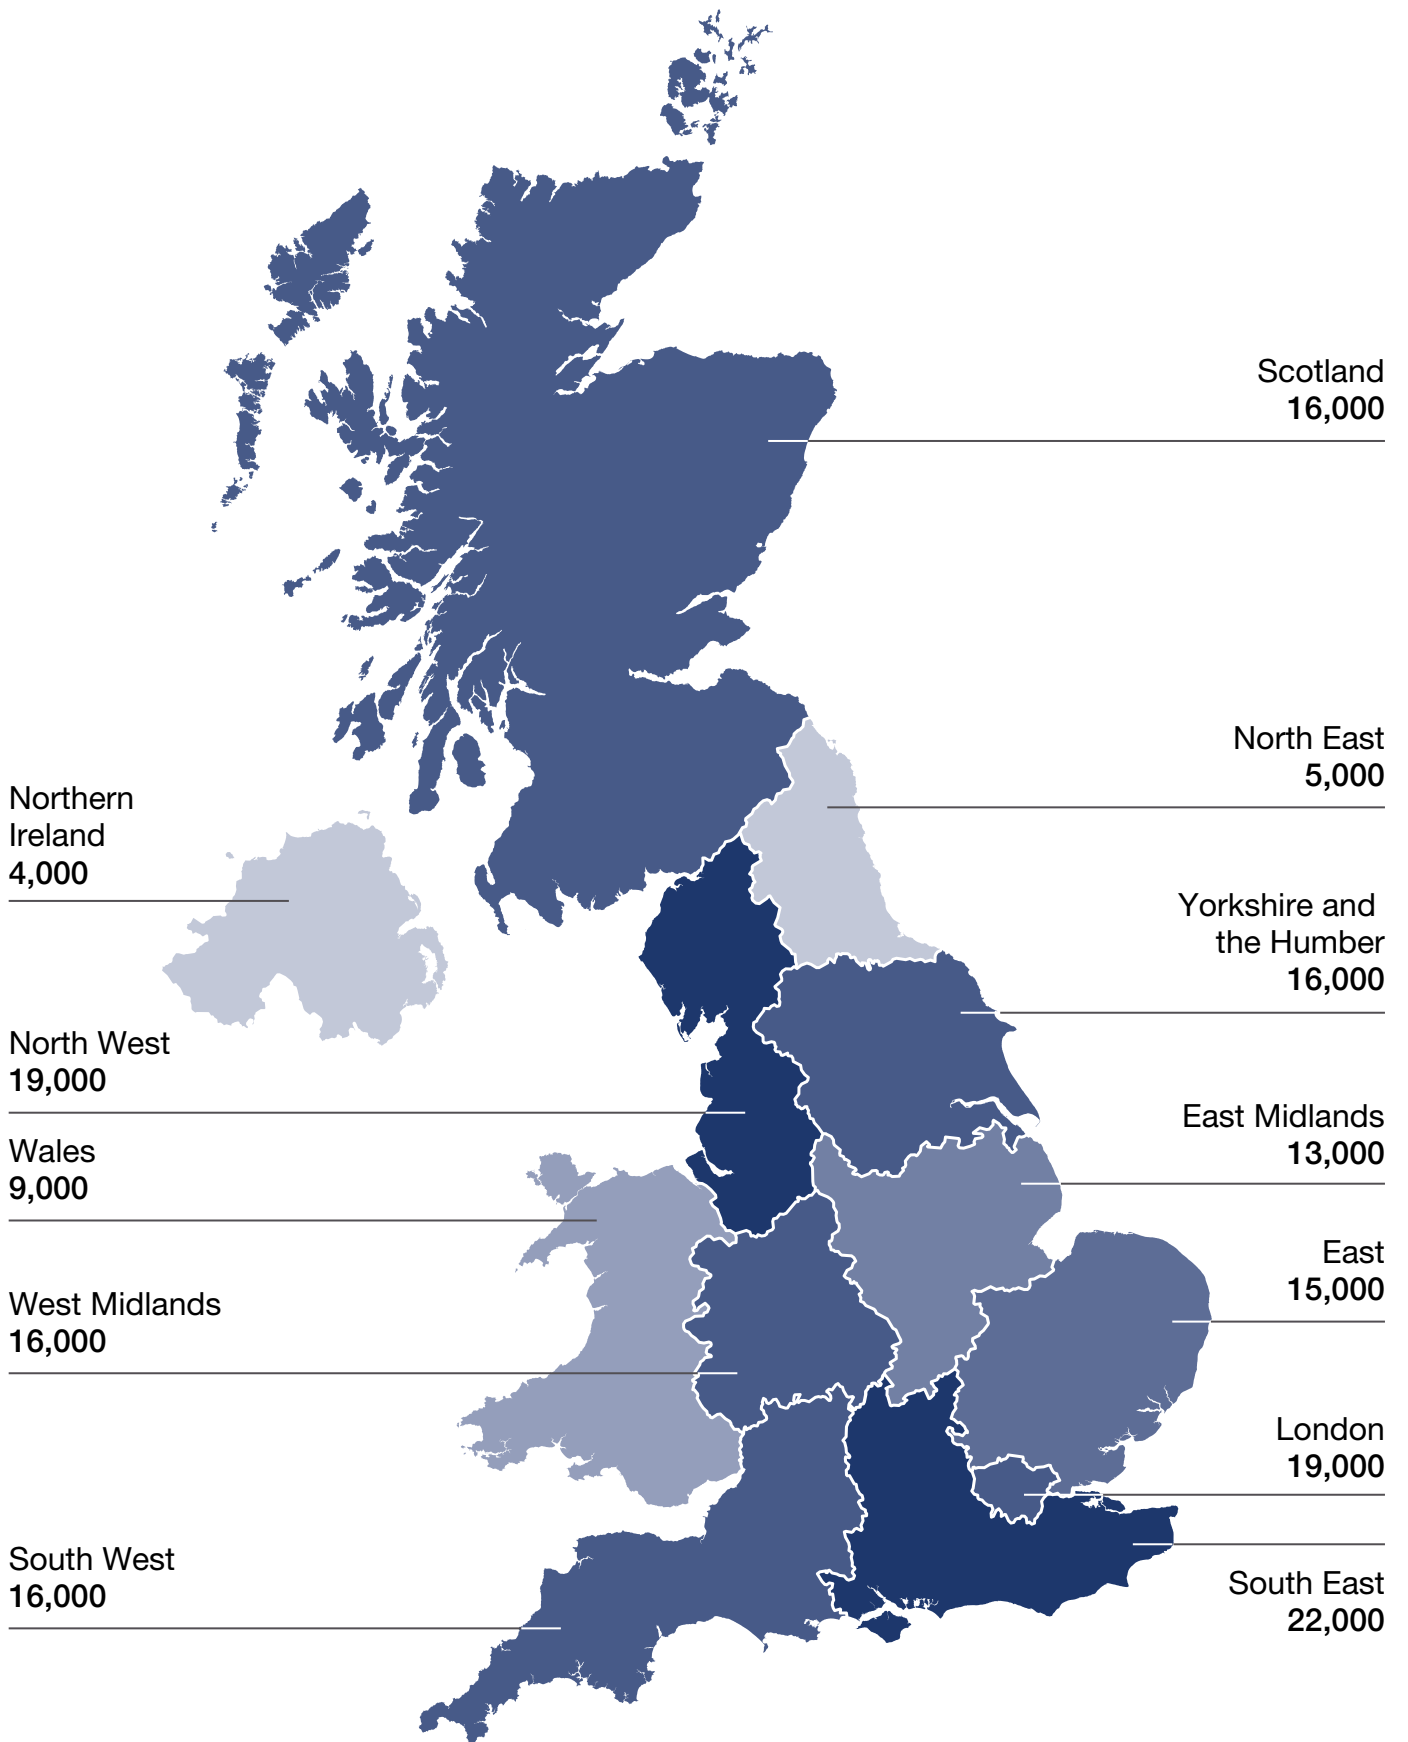 Scotland
16,000
North East
5,000
Northern
Ireland
4,000
Yorkshire and
the Humber
16,000
North West
19,000
East Midlands
13,000
Wales
9,000
East
15,000
West Midlands
16,000
London
19,000
South West
16,000
South East
22,000